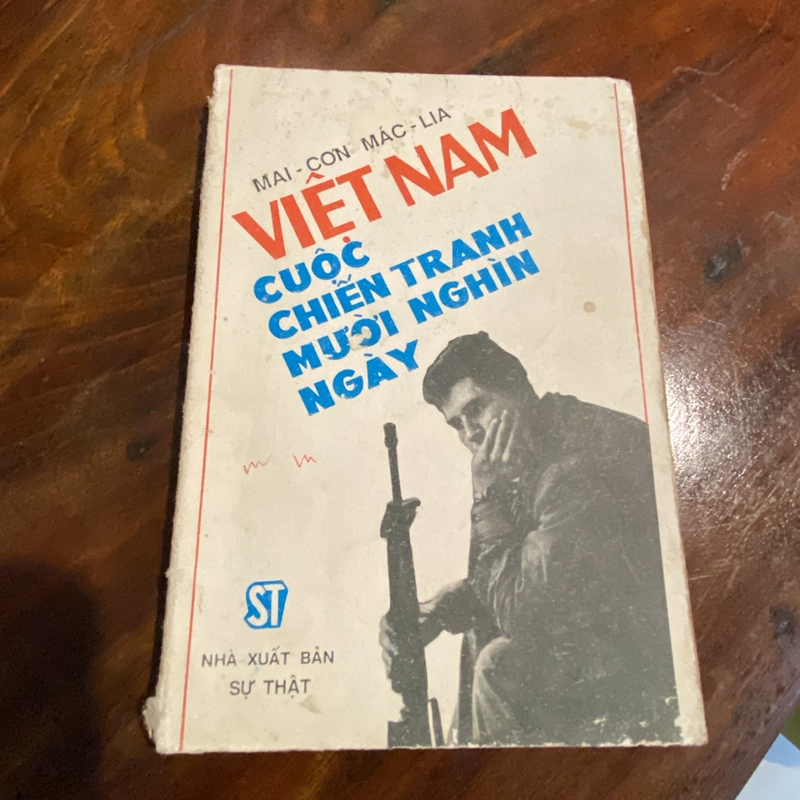 MAI-CƠN MÁC-LIA
VIỆT NAM
CUỘC
CHIẾN TRANH
MƯỜI NGHÌN
NGÀY
m m
ST
NHÀ XUẤT BẢN
SỰ THẬT